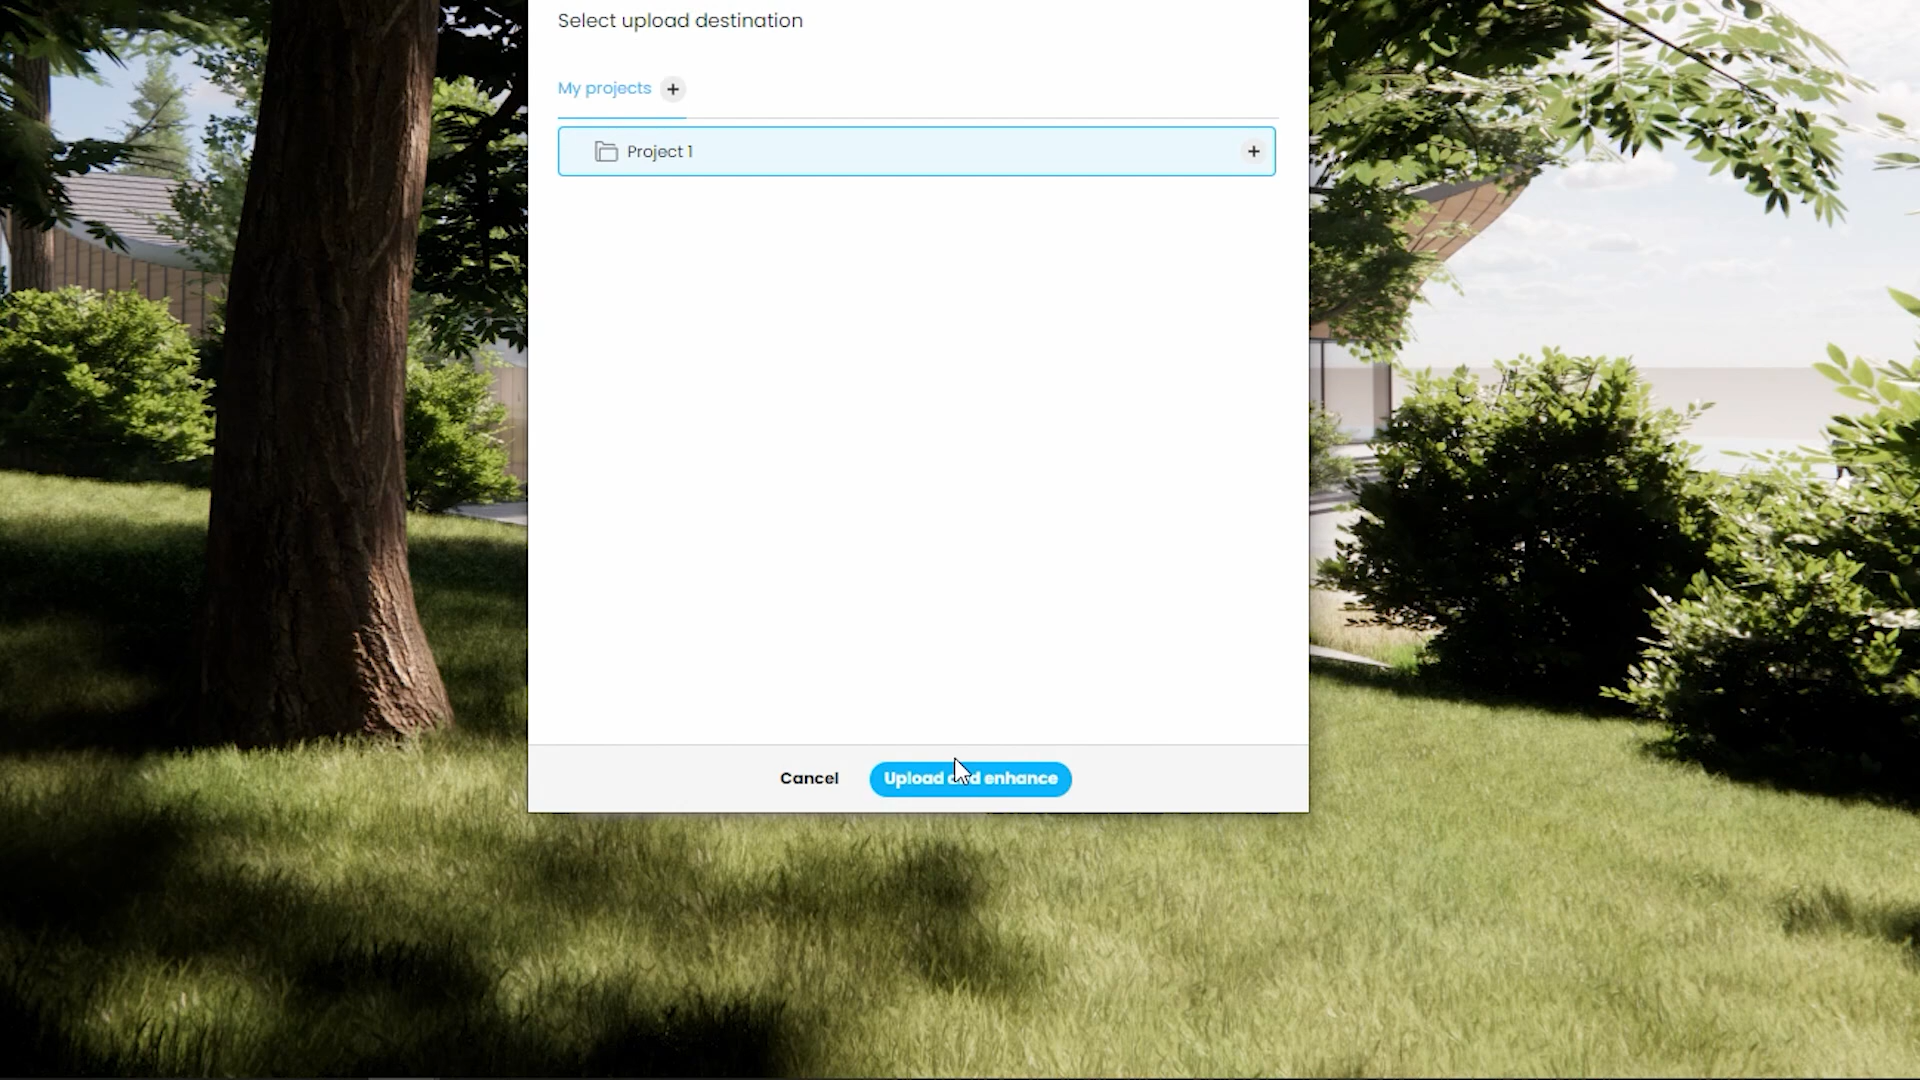 Select upload destination
My projects +
Project 1 +
Cancel
Upload and enhance